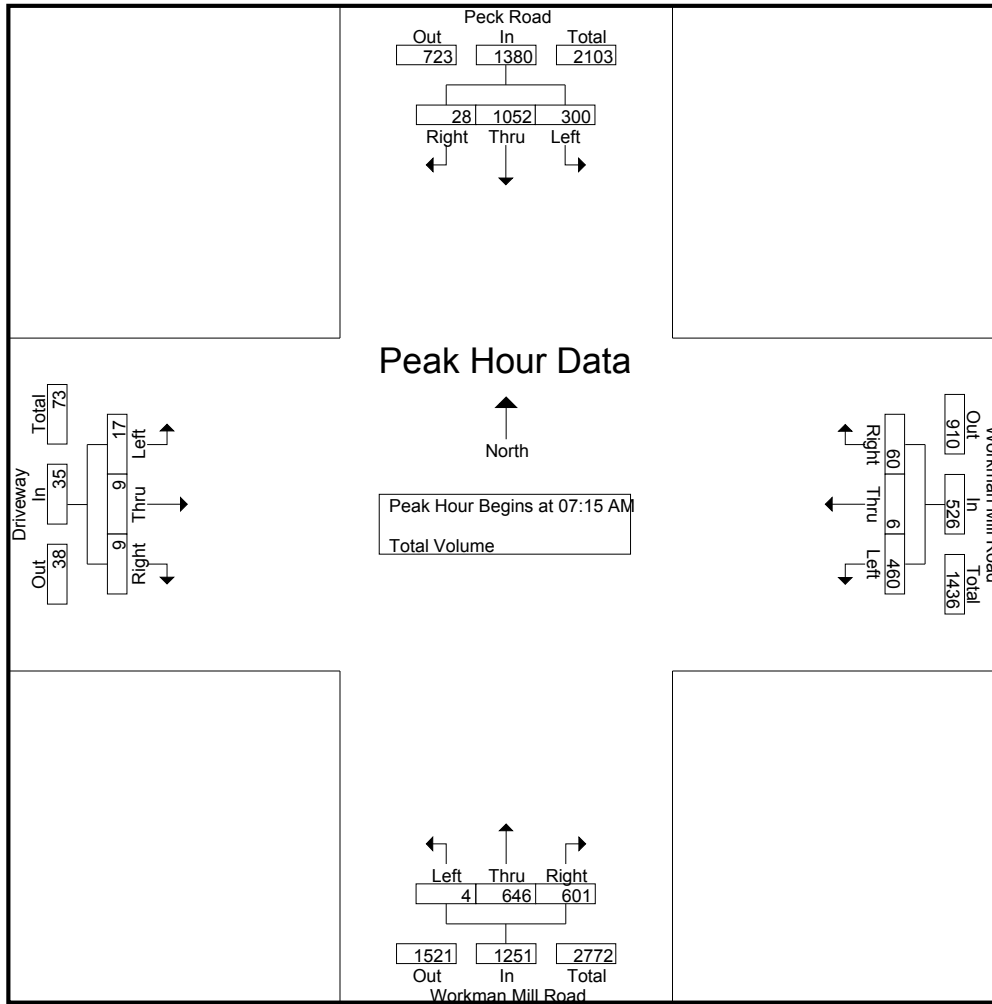 Peck Road
Out In Total
723 1380 2103
28 1052 300
Right Thru Left
Peak Hour Data
North
Peak Hour Begins at 07:15 AM
Total Volume
Driveway
Out In Total
38 35 73
Right Thru Left
9 9 17
Workman Mill Road
Out In Total
910 526 1436
60 6 460
Right Thru Left
Left Thru Right
4 646 601
1521 1251 2772
Out In Total
Workman Mill Road